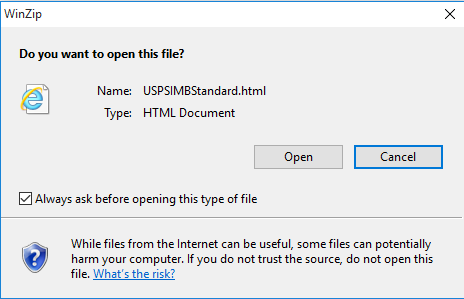 WinZip
Do you want to open this file?
Name: USPSIMBStandard.html
Type: HTML Document
Open Cancel
Always ask before opening this type of file
While files from the Internet can be useful, some files can potentially
harm your computer. If you do not trust the source, do not open this
file. What's the risk?